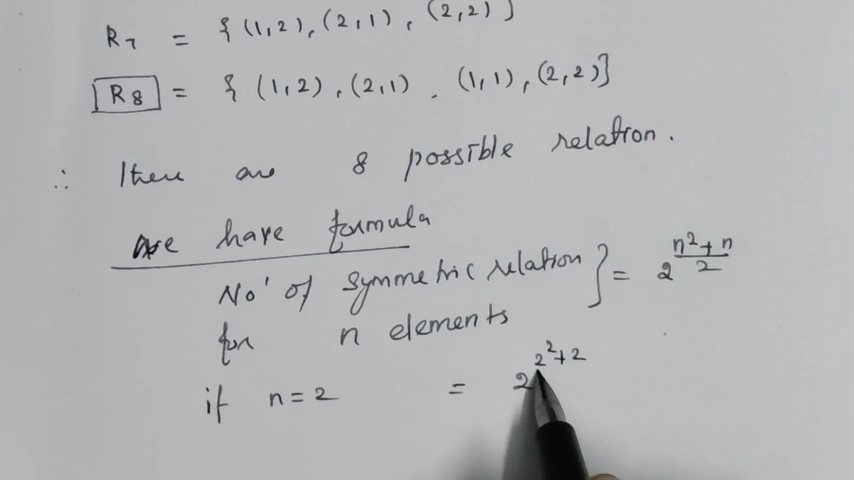 R₇ = {(1,2),(2,1),(2,2)}
R₈ = {(1,2),(2,1), (1,1),(2,2)}
∴ There are 8 possible relation.
we have formula
No' of symmetric relation } = 2^((n²+n)/2)
for n elements
if n=2 = 2^(2²+2)